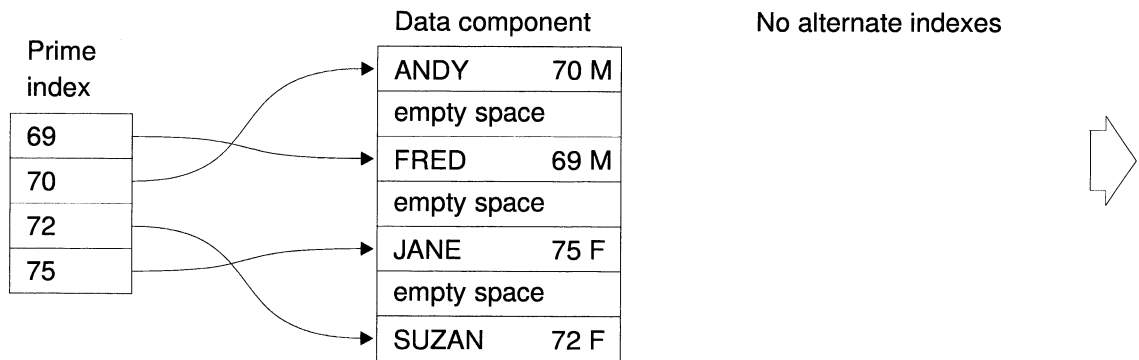 Data component
No alternate indexes
Prime
index
69
70
72
75
ANDY 70 M
empty space
FRED 69 M
empty space
JANE 75 F
empty space
SUZAN 72 F